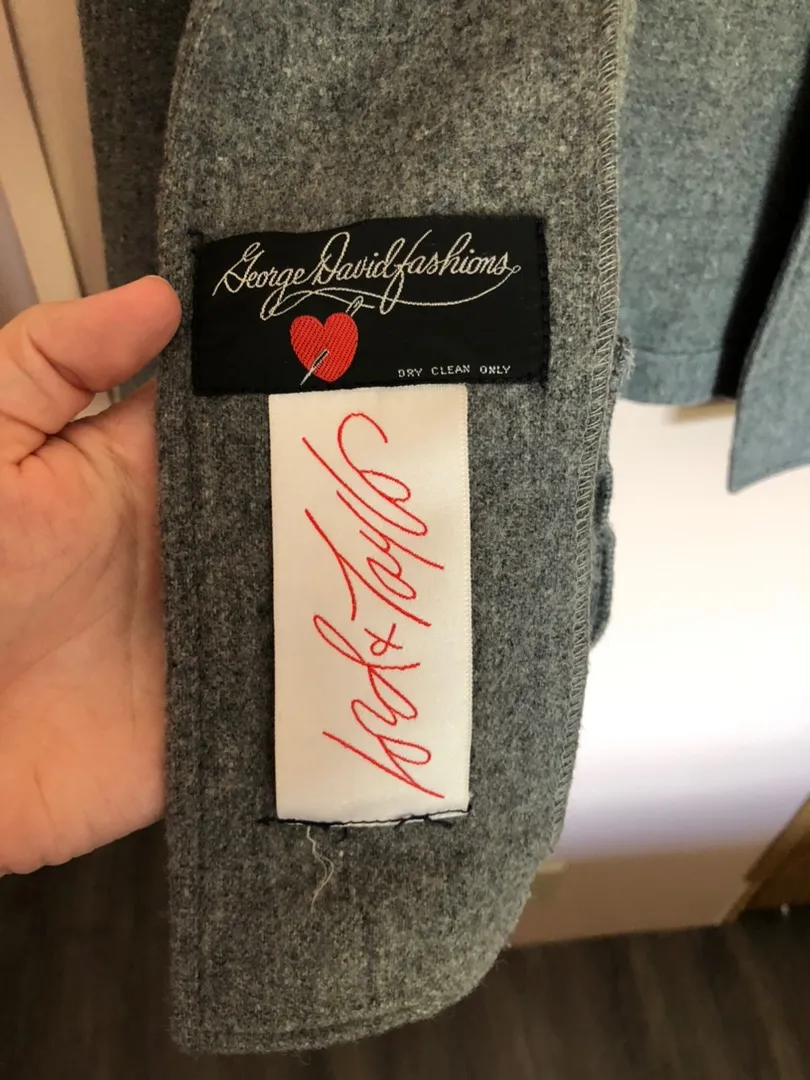 George David fashions
DRY CLEAN ONLY
Lord & Taylor